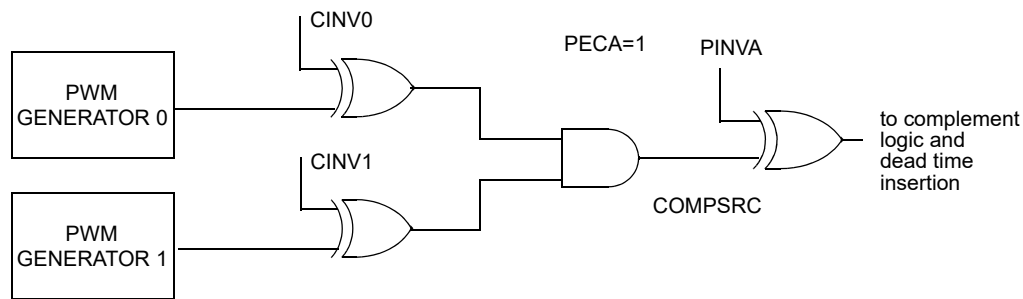 CINV0
PECA=1
PINVA
PWM
GENERATOR 0
to complement
logic and
dead time
insertion
CINV1
COMPSRC
PWM
GENERATOR 1